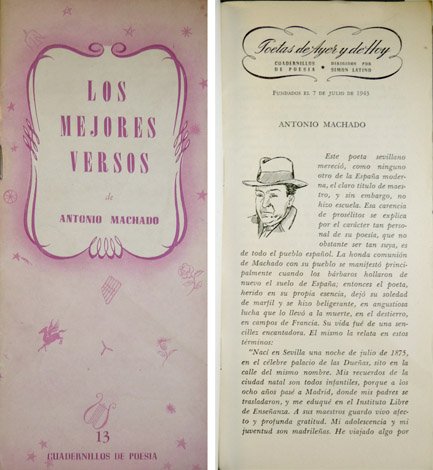 LOS
MEJORES
VERSOS
de
ANTONIO MACHADO
13
CUADERNILLOS DE POESIA
Poetas de Ayer y de Hoy
CUADERNILLOS DIRIGIDOS POR
DE POESIA SIMON LATINO
FUNDADOS EL 7 DE JULIO DE 1943
ANTONIO MACHADO
Este poeta sevillano
mereció, como ninguno
otro de la España moder-
na, el claro título de maes-
tro, y sin embargo, no
hizo escuela. Esa carencia
de proselitos se explica
por el carácter tan perso-
nal de su poesía, que no
obstante ser tan suya, es
de todo el pueblo español. La honda comunión
de Machado con su pueblo se manifestó princi-
palmente cuando los bárbaros hollaron de
nuevo el suelo de España; entonces el poeta,
herido en su propia esencia, dejó su soledad
de marfil y se hizo beligerante, en angustiosa
lucha que lo llevó a la muerte, en el destierro,
en campos de Francia. Su vida fué de una sen-
cillez encantadora. El mismo la relata en estos
términos:
"Nací en Sevilla una noche de julio de 1875,
en el célebre palacio de las Dueñas, sito en la
calle del mismo nombre. Mis recuerdos de la
ciudad natal son todos infantiles, porque a los
ocho años pasé a Madrid, donde mis padres se
trasladaron, y me eduqué en el Instituto Libre
de Enseñanza. A sus maestros guardo vivo afec-
to y profunda gratitud. Mi adolescencia y mi
juventud son madrileñas. He viajado algo por